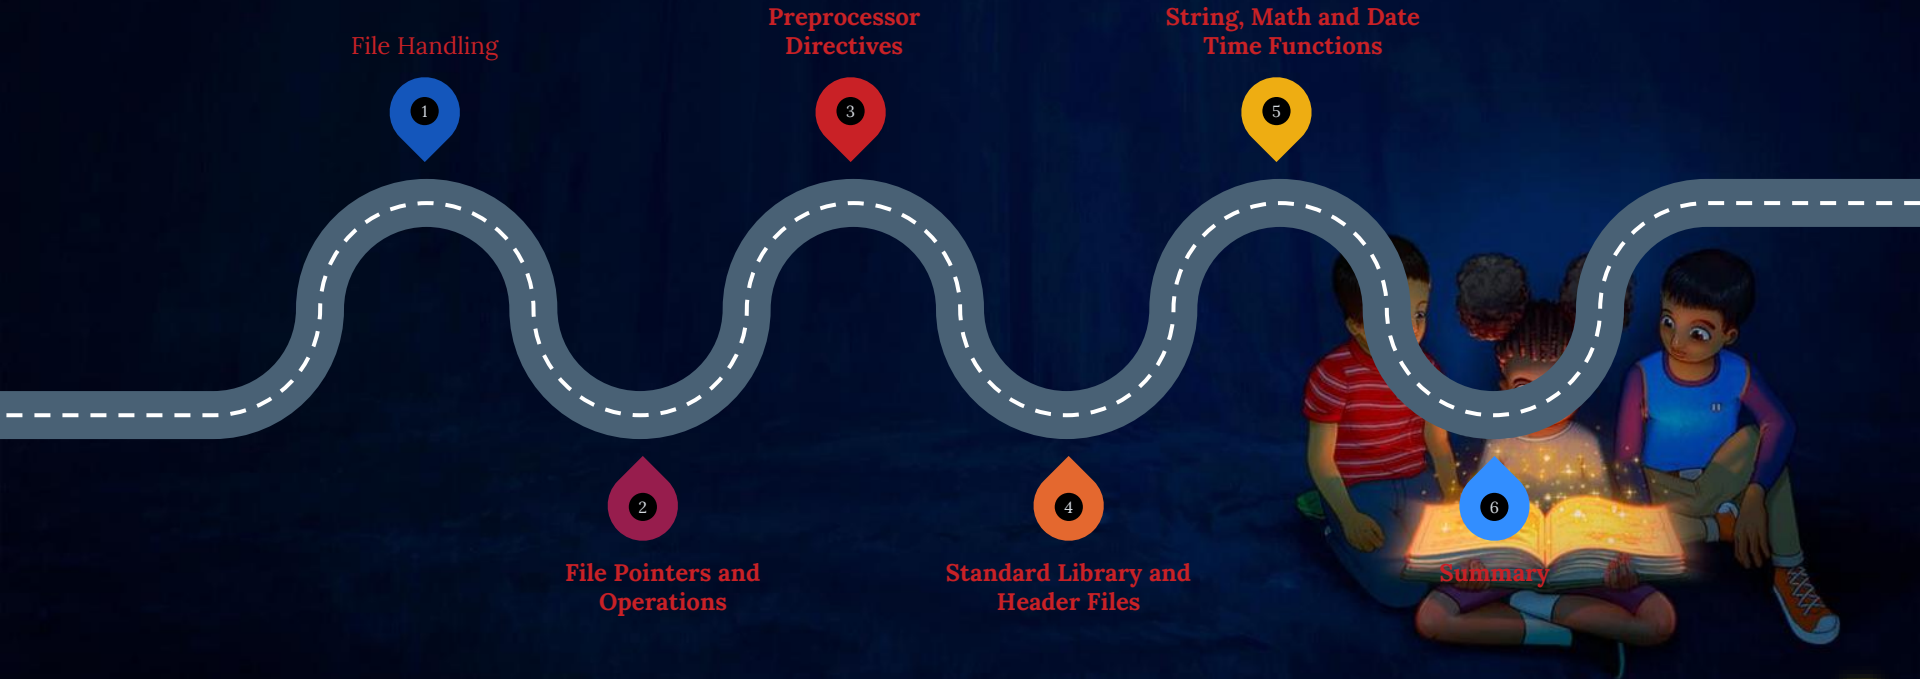 File Handling
1
File Pointers and
Operations
2
Preprocessor
Directives
3
Standard Library and
Header Files
4
String, Math and Date
Time Functions
5
Summary
6